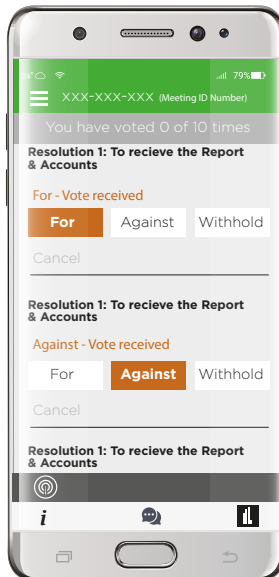 79%
XXX-XXX-XXX (Meeting ID Number)
You have voted 0 of 10 times
Resolution 1: To recieve the Report
& Accounts
For - Vote received
For Against Withhold
Cancel
Resolution 1: To recieve the Report
& Accounts
Against - Vote received
For Against Withhold
Cancel
Resolution 1: To recieve the Report
& Accounts
i